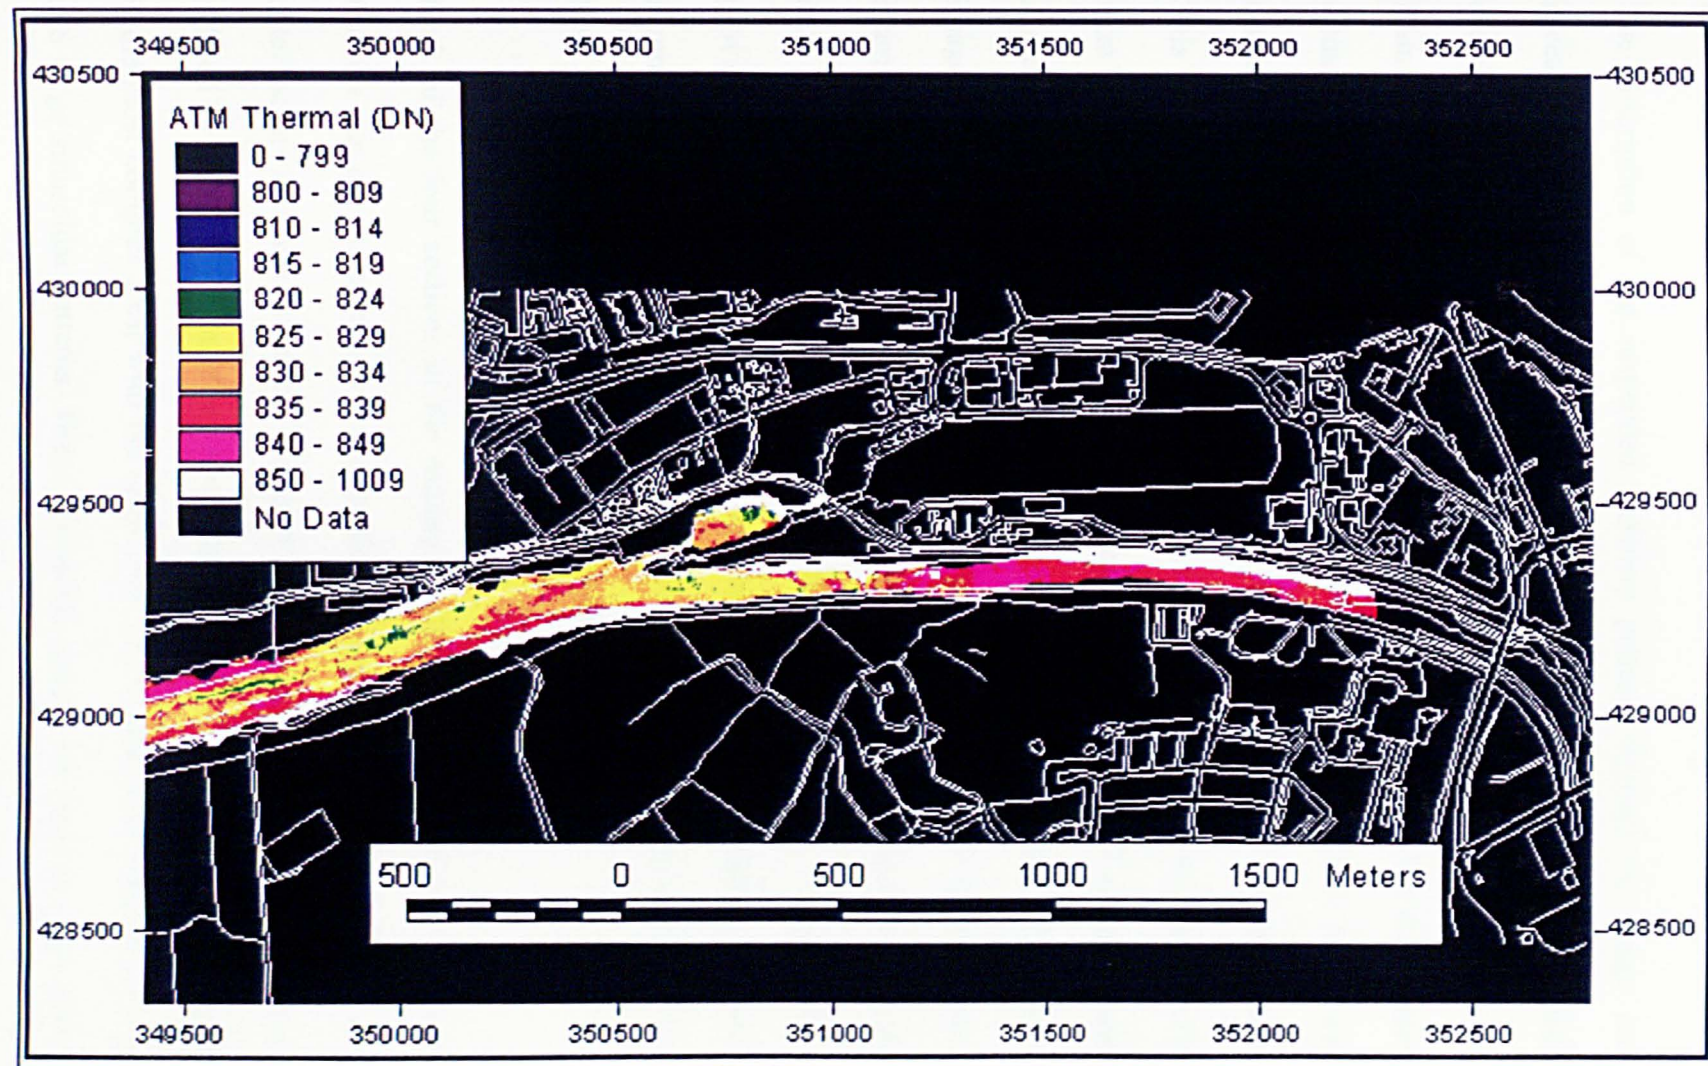 349500 350000 350500 351000 351500 352000 352500
430500 430500
ATM Thermal (DN)
0 - 799
800 - 809
810 - 814
815 - 819
820 - 824
825 - 829
830 - 834
835 - 839
840 - 849
850 - 1009
No Data
430000 430000
429500 429500
429000 429000
500 0 500 1000 1500 Meters
428500 428500
349500 350000 350500 351000 351500 352000 352500